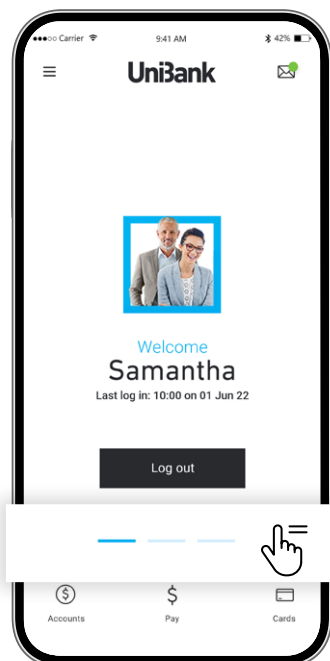 ●●●○○ Carrier 9:41 AM 42%
UniBank
Welcome
Samantha
Last log in: 10:00 on 01 Jun 22
Log out
Accounts Pay Cards